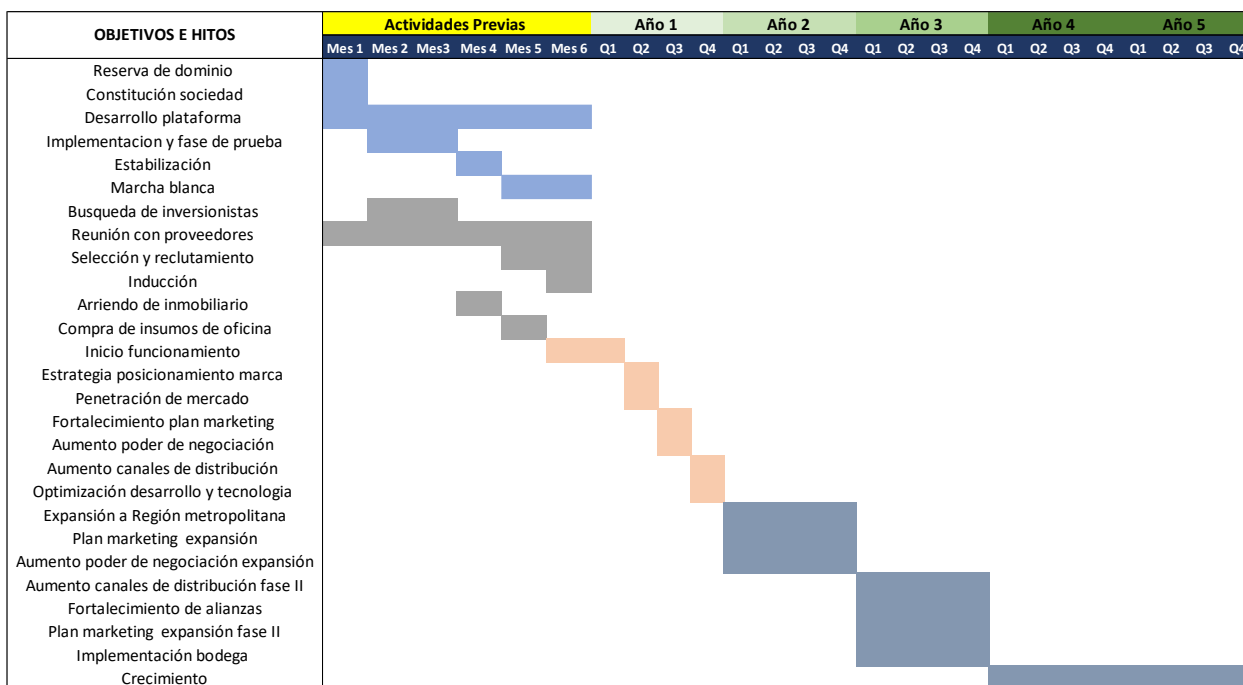 OBJETIVOS E HITOS
Actividades Previas Año 1 Año 2 Año 3 Año 4 Año 5
Mes 1 Mes 2 Mes3 Mes 4 Mes 5 Mes 6 Q1 Q2 Q3 Q4 Q1 Q2 Q3 Q4 Q1 Q2 Q3 Q4 Q1 Q2 Q3 Q4 Q1 Q2 Q3 Q4
Reserva de dominio
Constitución sociedad
Desarrollo plataforma
Implementacion y fase de prueba
Estabilización
Marcha blanca
Busqueda de inversionistas
Reunión con proveedores
Selección y reclutamiento
Inducción
Arriendo de inmobiliario
Compra de insumos de oficina
Inicio funcionamiento
Estrategia posicionamiento marca
Penetración de mercado
Fortalecimiento plan marketing
Aumento poder de negociación
Aumento canales de distribución
Optimización desarrollo y tecnologia
Expansión a Región metropolitana
Plan marketing expansión
Aumento poder de negociación expansión
Aumento canales de distribución fase II
Fortalecimiento de alianzas
Plan marketing expansión fase II
Implementación bodega
Crecimiento